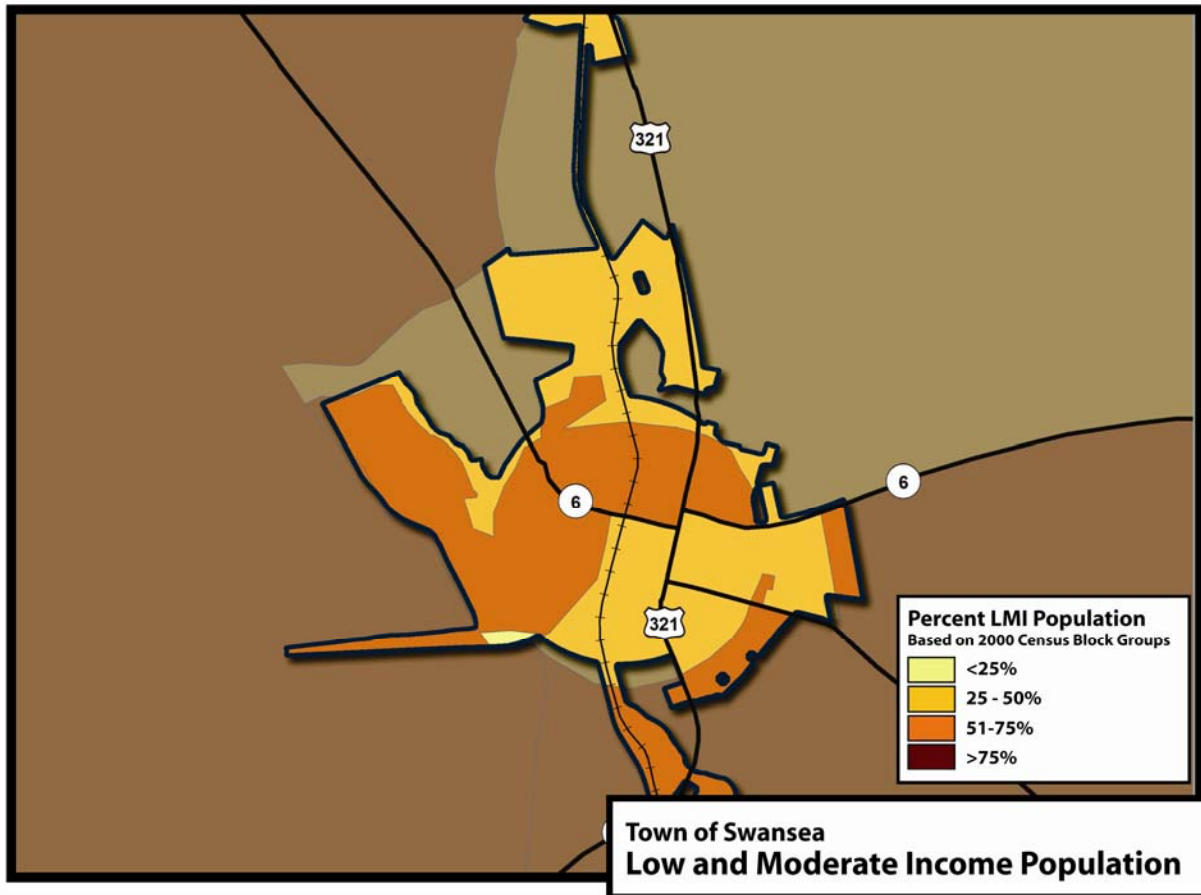 321
6
6
321
Percent LMI Population
Based on 2000 Census Block Groups
<25%
25 - 50%
51-75%
>75%
Town of Swansea
Low and Moderate Income Population